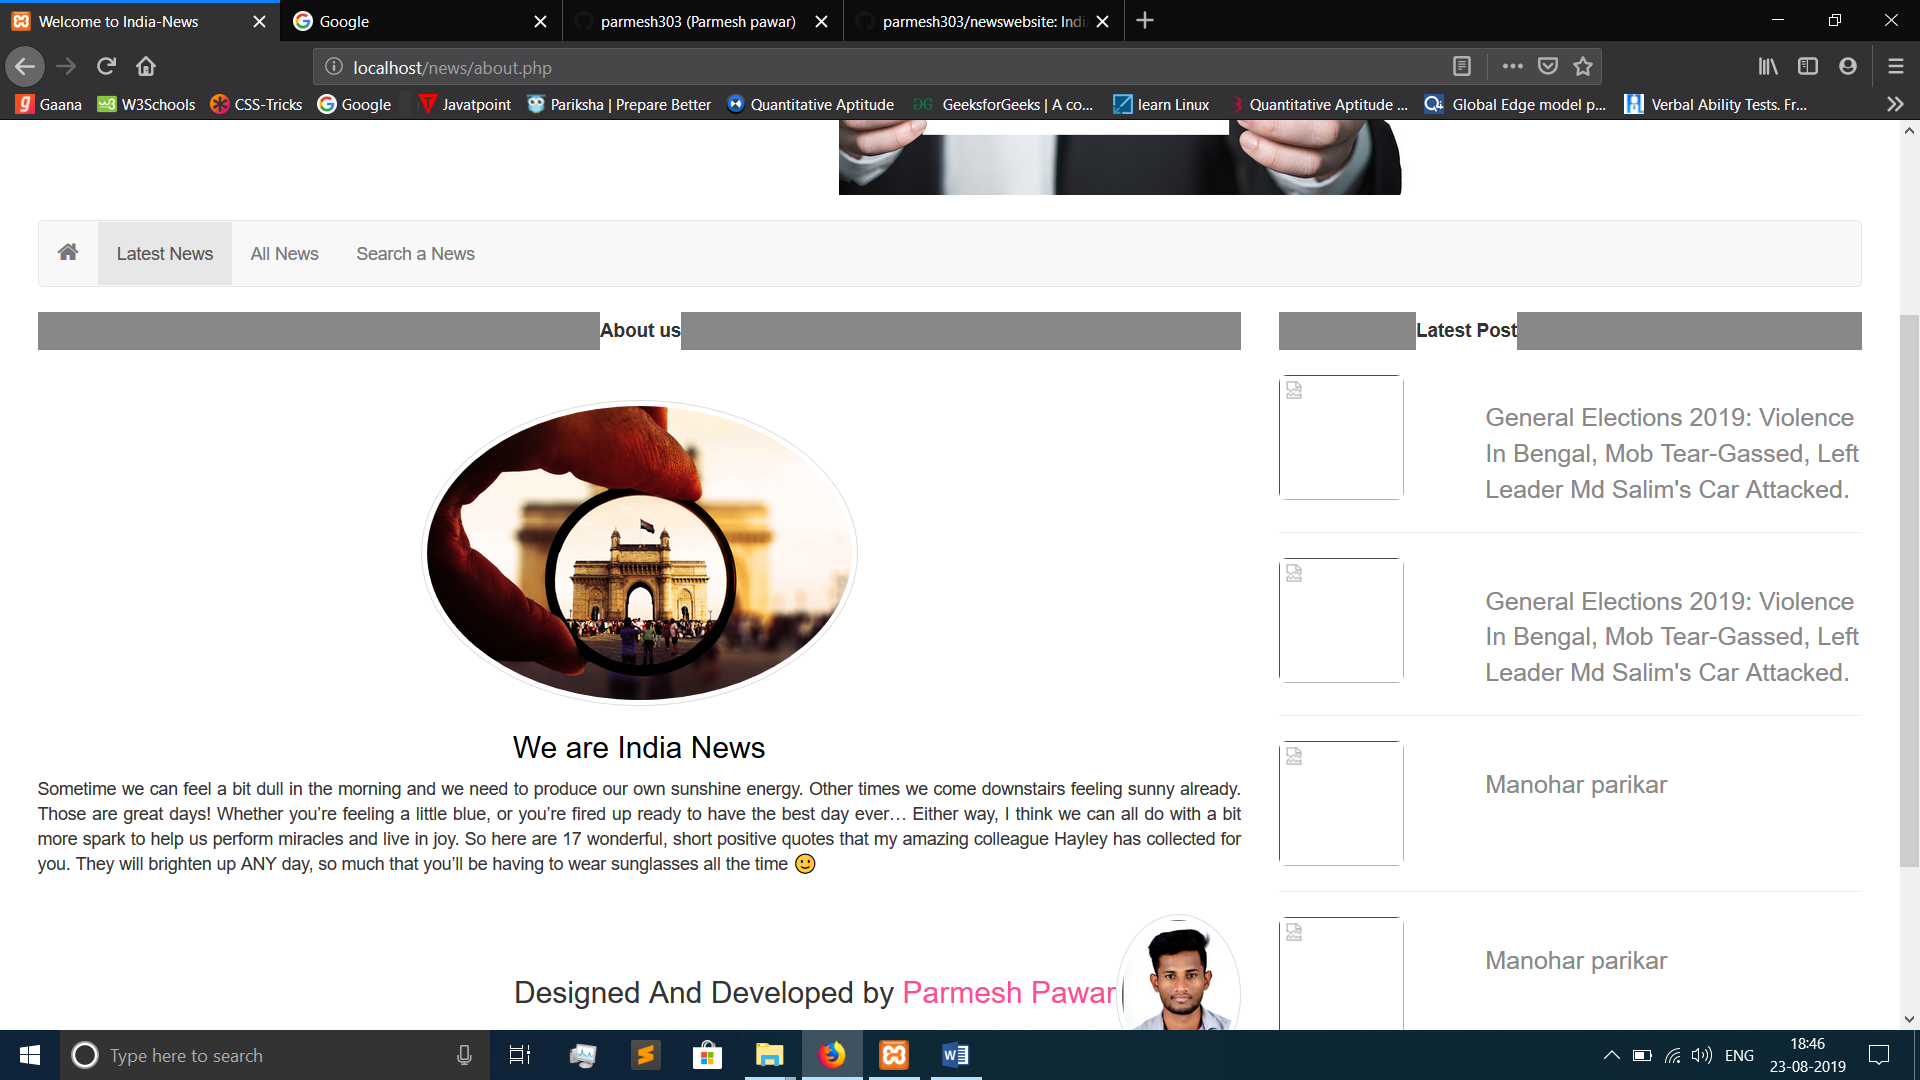 Welcome to India-News
Google
parmesh303 (Parmesh pawar)
parmesh303/newswebsite: Indi
localhost/news/about.php
Gaana
W3Schools
CSS-Tricks
Google
Javatpoint
Pariksha | Prepare Better
Quantitative Aptitude
GeeksforGeeks | A co...
learn Linux
Quantitative Aptitude ...
Global Edge model p...
Verbal Ability Tests. Fr...
Latest News
All News
Search a News
About us
We are India News
Sometime we can feel a bit dull in the morning and we need to produce our own sunshine energy. Other times we come downstairs feeling sunny already.
Those are great days! Whether you’re feeling a little blue, or you’re fired up ready to have the best day ever… Either way, I think we can all do with a bit
more spark to help us perform miracles and live in joy. So here are 17 wonderful, short positive quotes that my amazing colleague Hayley has collected for
you. They will brighten up ANY day, so much that you’ll be having to wear sunglasses all the time 🙂
Designed And Developed by Parmesh Pawar
Latest Post
General Elections 2019: Violence
In Bengal, Mob Tear-Gassed, Left
Leader Md Salim's Car Attacked.
General Elections 2019: Violence
In Bengal, Mob Tear-Gassed, Left
Leader Md Salim's Car Attacked.
Manohar parikar
Manohar parikar
Type here to search
ENG
18:46
23-08-2019